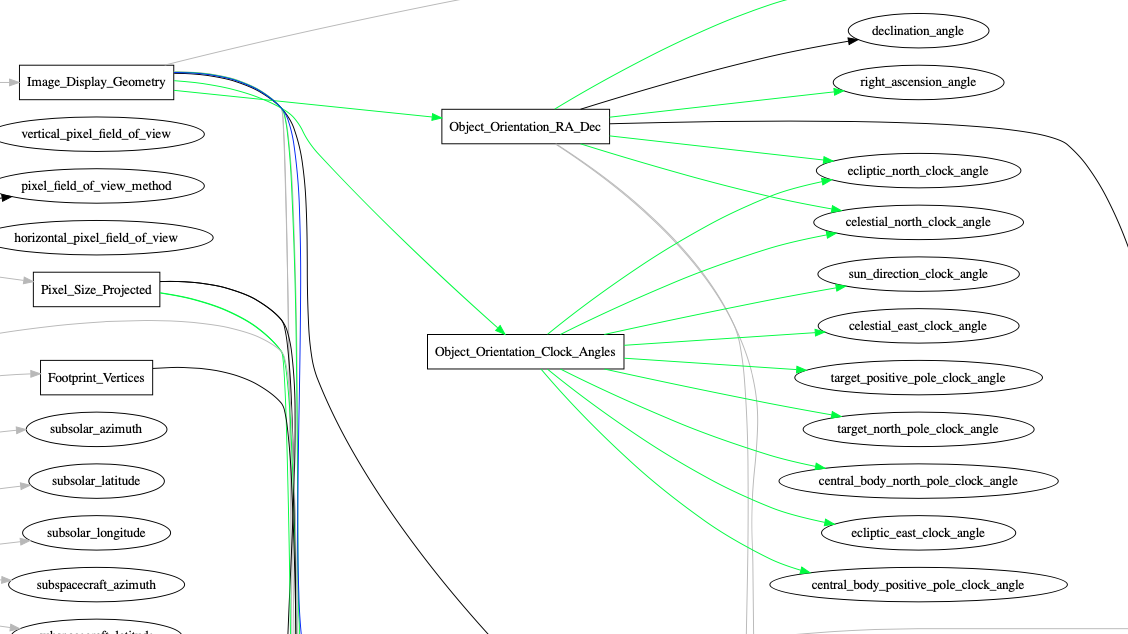 Image_Display_Geometry
vertical_pixel_field_of_view
pixel_field_of_view_method
horizontal_pixel_field_of_view
Pixel_Size_Projected
Footprint_Vertices
subsolar_azimuth
subsolar_latitude
subsolar_longitude
subspacecraft_azimuth
subspacecraft_latitude
Object_Orientation_RA_Dec
Object_Orientation_Clock_Angles
declination_angle
right_ascension_angle
ecliptic_north_clock_angle
celestial_north_clock_angle
sun_direction_clock_angle
celestial_east_clock_angle
target_positive_pole_clock_angle
target_north_pole_clock_angle
central_body_north_pole_clock_angle
ecliptic_east_clock_angle
central_body_positive_pole_clock_angle